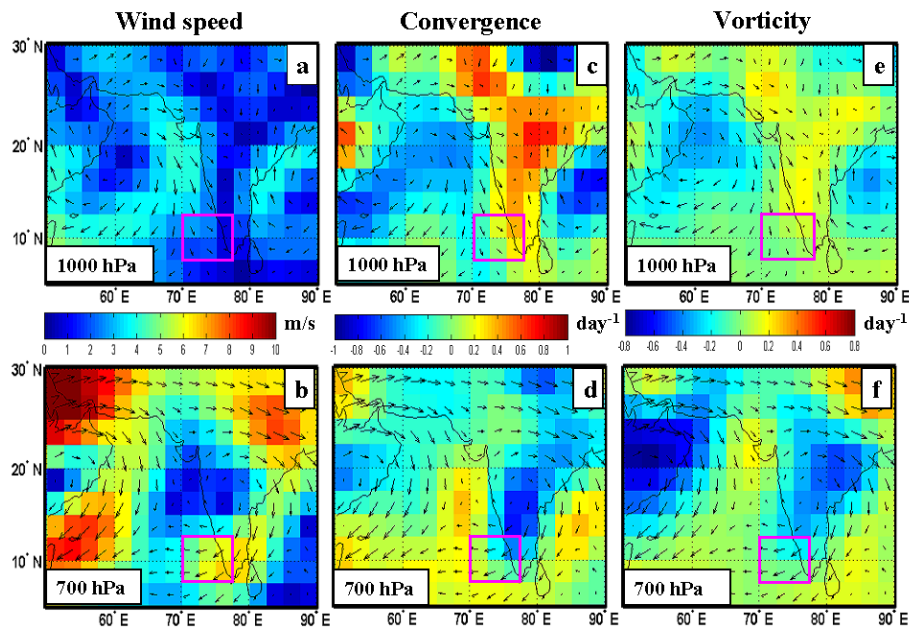 Wind speed Convergence Vorticity
30° N a c e
20° N
10° N
1000 hPa 1000 hPa 1000 hPa
60° E 70° E 80° E 90° E 60° E 70° E 80° E 90° E 60° E 70° E 80° E 90° E
m/s day-1 day-1
0 1 2 3 4 5 6 7 8 9 10 -1 -0.8 -0.6 -0.4 -0.2 0 0.2 0.4 0.6 0.8 1 -0.8 -0.6 -0.4 -0.2 0 0.2 0.4 0.6 0.8
30° N b d f
20° N
10° N
700 hPa 700 hPa 700 hPa
60° E 70° E 80° E 90° E 60° E 70° E 80° E 90° E 60° E 70° E 80° E 90° E